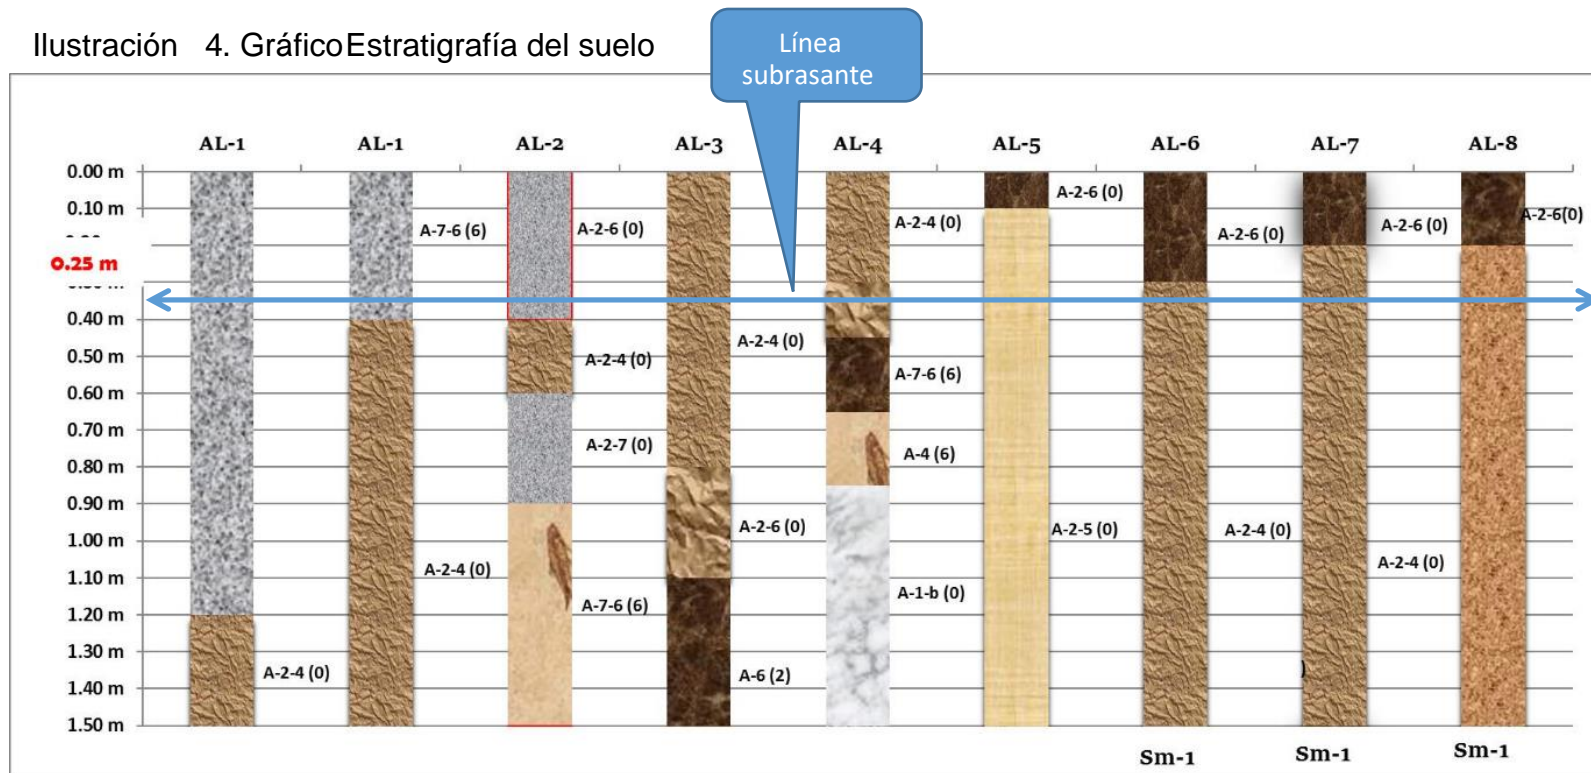 Ilustración 4. Gráfico Estratigrafía del suelo
Línea
subrasante
AL-1 AL-1 AL-2 AL-3 AL-4 AL-5 AL-6 AL-7 AL-8
0.00 m
0.10 m
0.25 m
0.40 m
0.50 m
0.60 m
0.70 m
0.80 m
0.90 m
1.00 m
1.10 m
1.20 m
1.30 m
1.40 m
1.50 m
A-2-4 (0)
A-7-6 (6)
A-2-4 (0)
A-2-6 (0)
A-2-4 (0)
A-2-7 (0)
A-7-6 (6)
A-2-4 (0)
A-2-6 (0)
A-6 (2)
A-2-4 (0)
A-7-6 (6)
A-4 (6)
A-1-b (0)
A-2-6 (0)
A-2-5 (0)
A-2-6 (0)
A-2-4 (0)
A-2-6 (0)
A-2-4 (0)
)
A-2-6(0)
Sm-1 Sm-1 Sm-1